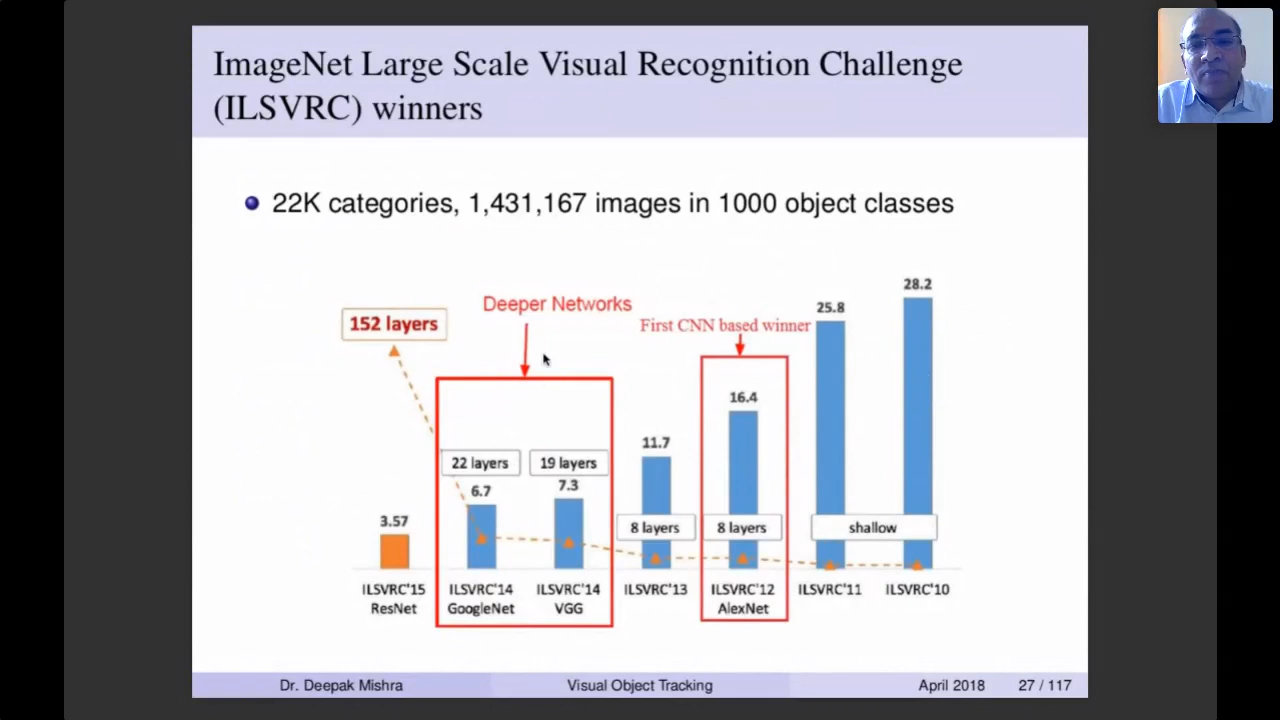 ImageNet Large Scale Visual Recognition Challenge
(ILSVRC) winners
22K categories, 1,431,167 images in 1000 object classes
28.2
Deeper Networks
25.8
152 layers
First CNN based winner
16.4
11.7
22 layers
19 layers
6.7
7.3
3.57
8 layers
8 layers
shallow
ILSVRC'15
ResNet
ILSVRC'14
GoogleNet
ILSVRC'14
VGG
ILSVRC'13
ILSVRC'12
AlexNet
ILSVRC'11
ILSVRC'10
Dr. Deepak Mishra
Visual Object Tracking
April 2018
27 / 117